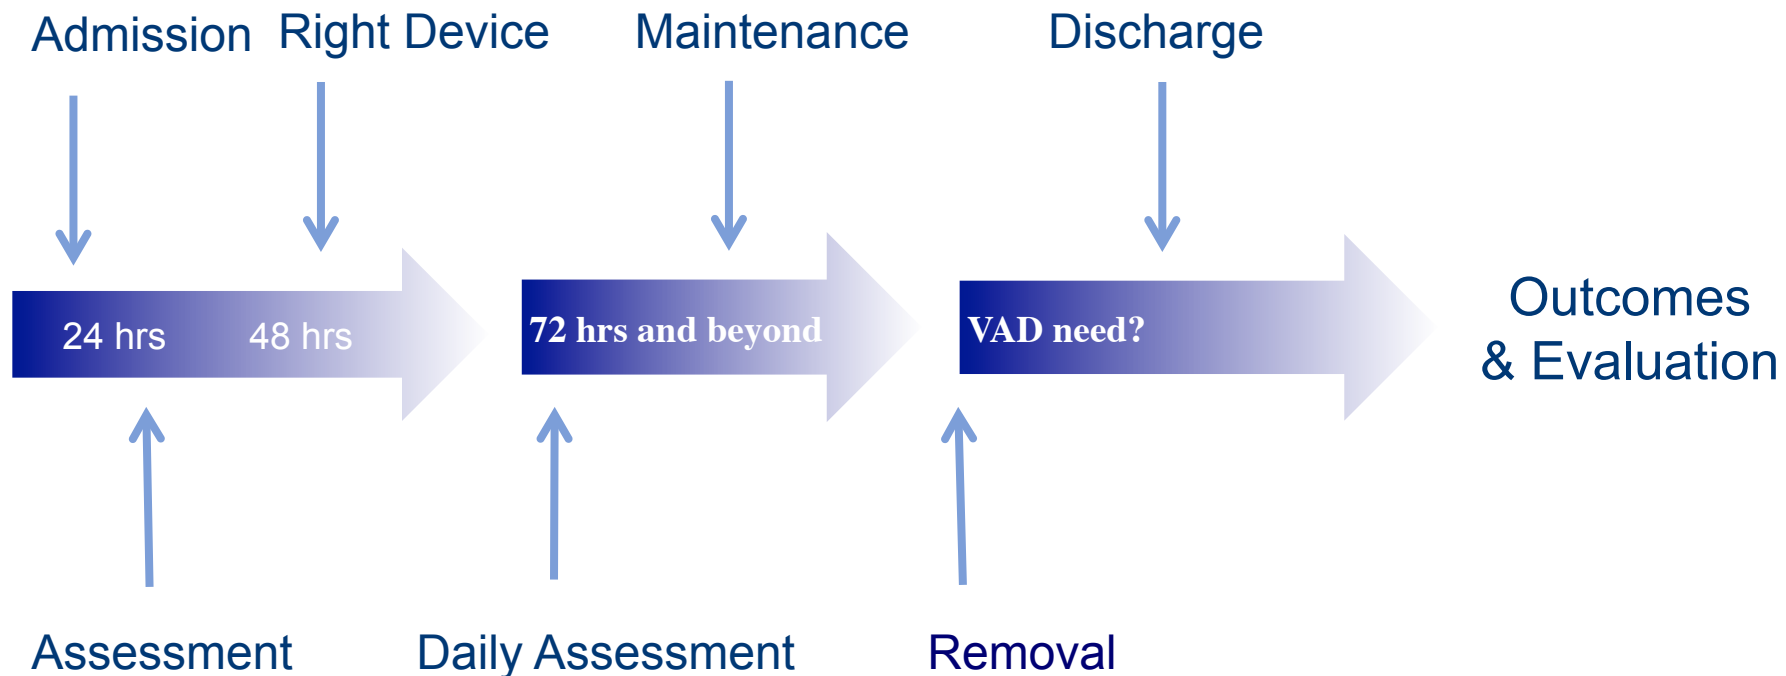 Admission
Right Device
Maintenance
Discharge
24 hrs
48 hrs
72 hrs and beyond
VAD need?
Outcomes
& Evaluation
Assessment
Daily Assessment
Removal